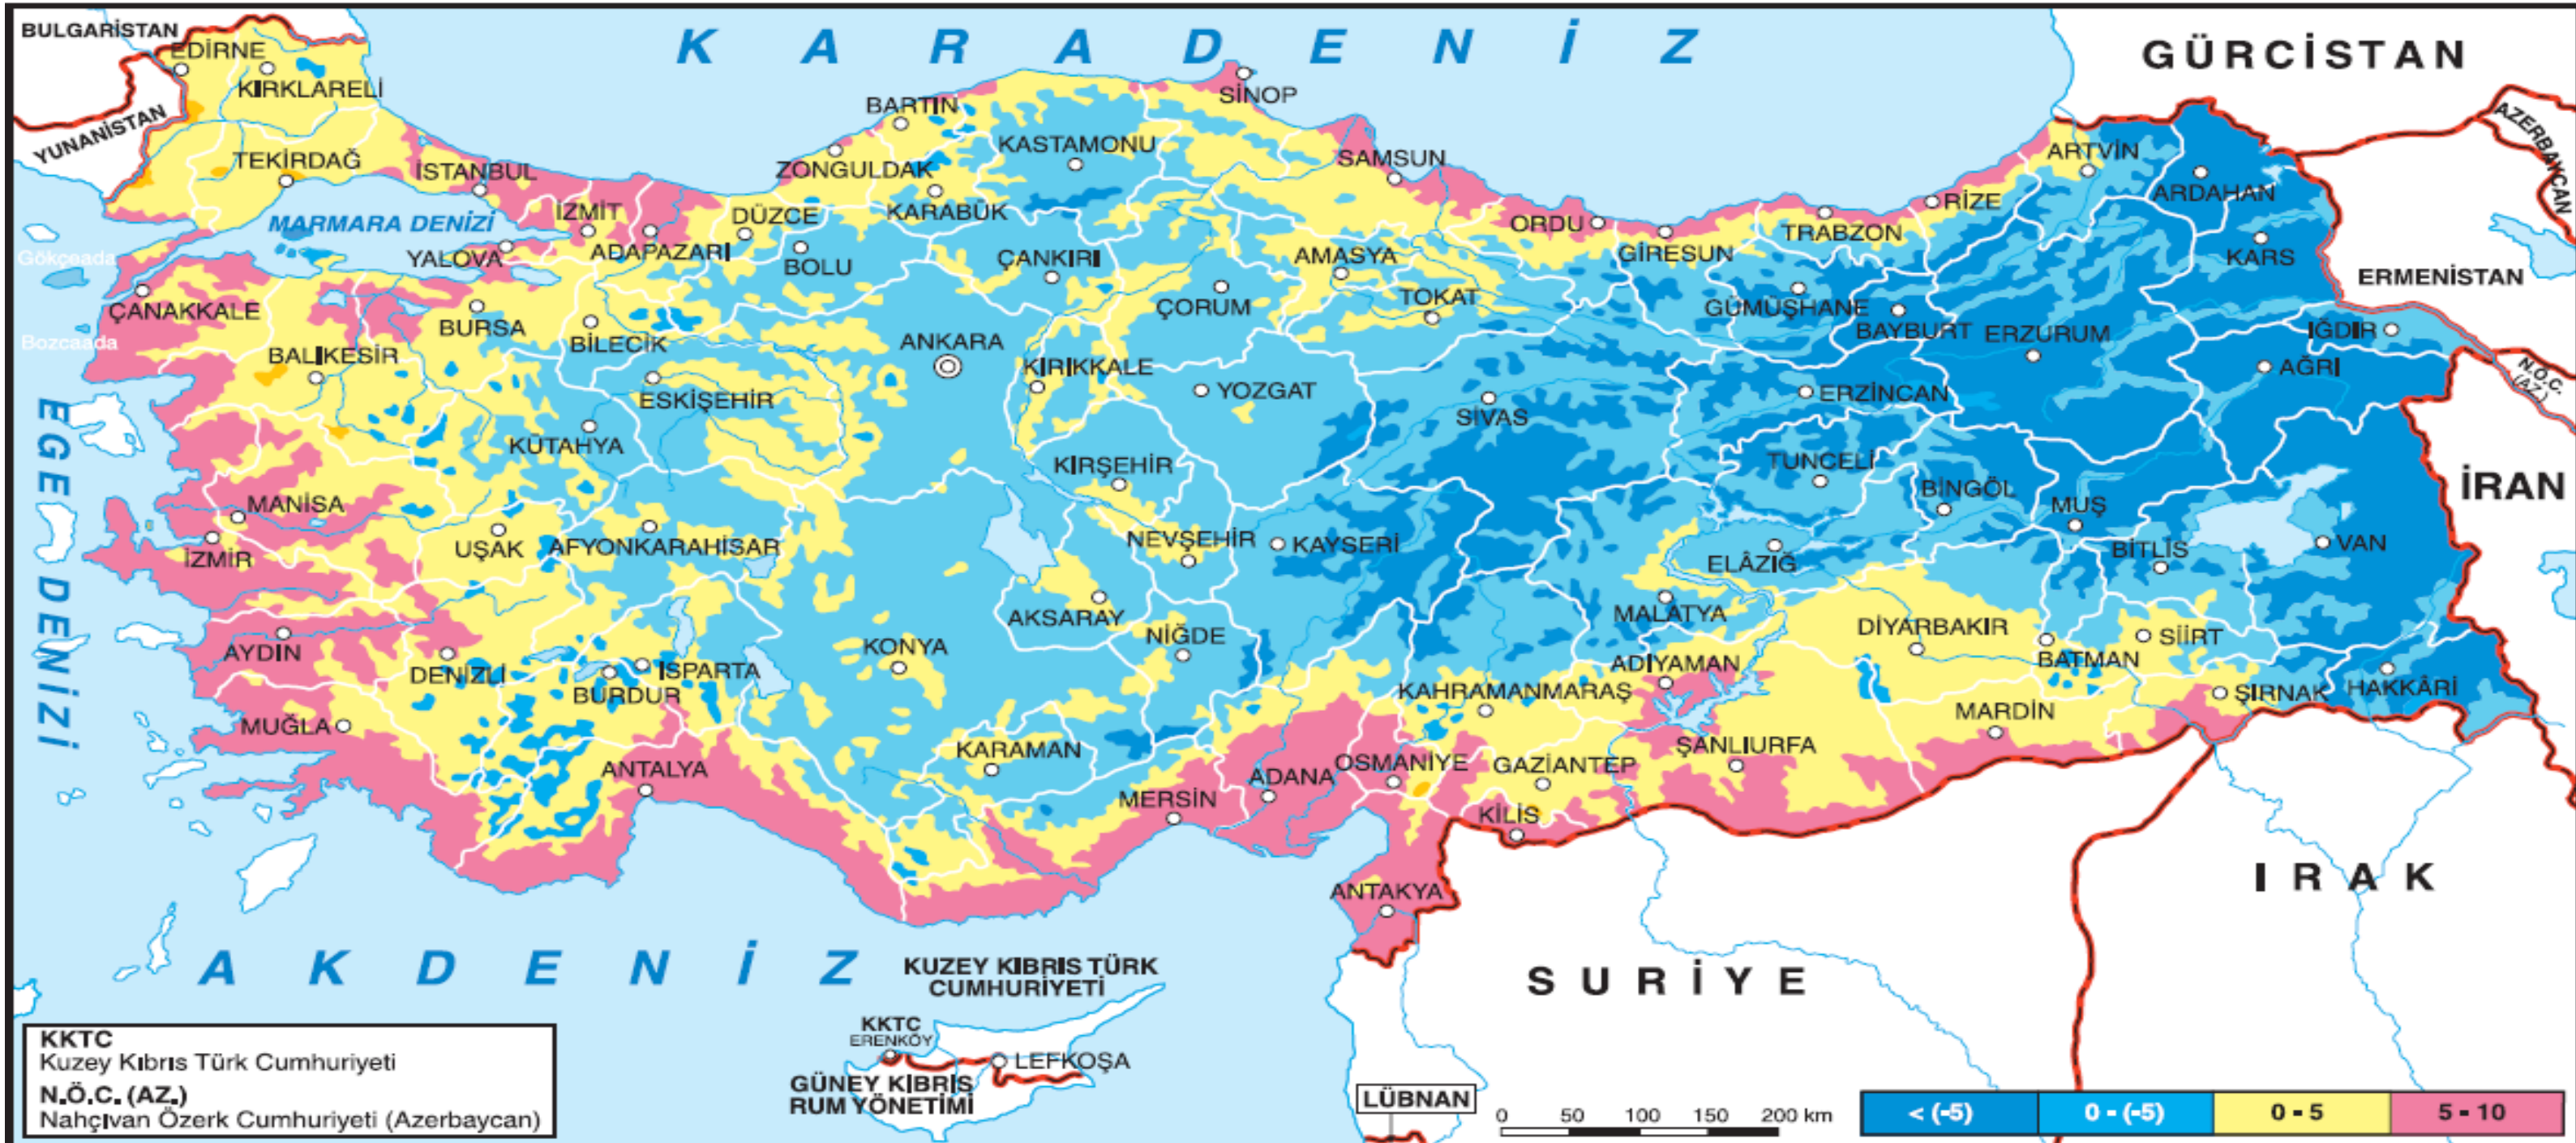 BULGARİSTAN
EDİRNE
KIRKLARELİ
YUNANİSTAN
TEKİRDAĞ
İSTANBUL
MARMARA DENİZİ
İZMİT
YALOVA
ADAPAZARI
DÜZCE
BOLU
K A R A D E N İ Z
BARTIN
ZONGULDAK
KARABÜK
KASTAMONU
SİNOP
SAMSUN
ÇANKIRI
ÇORUM
AMASYA
TOKAT
ORDU
GİRESUN
TRABZON
RİZE
ARTVİN
ARDAHAN
KARS
GÜRCİSTAN
AZERBAYCAN
ERMENİSTAN
GÜMÜŞHANE
BAYBURT
ERZURUM
IĞDIR
AĞRI
N.Ö.C.
(AZ.)
Gökçeada
ÇANAKKALE
Bozcaada
BALIKESİR
BURSA
BİLECİK
ESKİŞEHİR
KÜTAHYA
ANKARA
KIRIKKALE
YOZGAT
SİVAS
ERZİNCAN
TUNCELİ
BİNGÖL
MUŞ
BİTLİS
VAN
İRAN
EGE DENİZİ
MANİSA
İZMİR
UŞAK
AFYONKARAHİSAR
KIRŞEHİR
NEVŞEHİR
KAYSERİ
AKSARAY
NİĞDE
ELÂZIĞ
MALATYA
DİYARBAKIR
BATMAN
SİİRT
ŞIRNAK
HAKKÂRİ
AYDIN
DENİZLİ
ISPARTA
BURDUR
KONYA
ADIYAMAN
KAHRAMANMARAŞ
MARDİN
MUĞLA
ANTALYA
KARAMAN
MERSİN
ADANA
OSMANİYE
GAZİANTEP
ŞANLIURFA
KİLİS
ANTAKYA
IRAK
SURİYE
A K D E N İ Z
KUZEY KIBRIS TÜRK
CUMHURİYETİ
KKTC
ERENKÖY
LEFKOŞA
GÜNEY KIBRIS
RUM YÖNETİMİ
LÜBNAN
KKTC
Kuzey Kıbrıs Türk Cumhuriyeti
N.Ö.C. (AZ.)
Nahçıvan Özerk Cumhuriyeti (Azerbaycan)
0 50 100 150 200 km
< (-5) 0 - (-5) 0 - 5 5 - 10